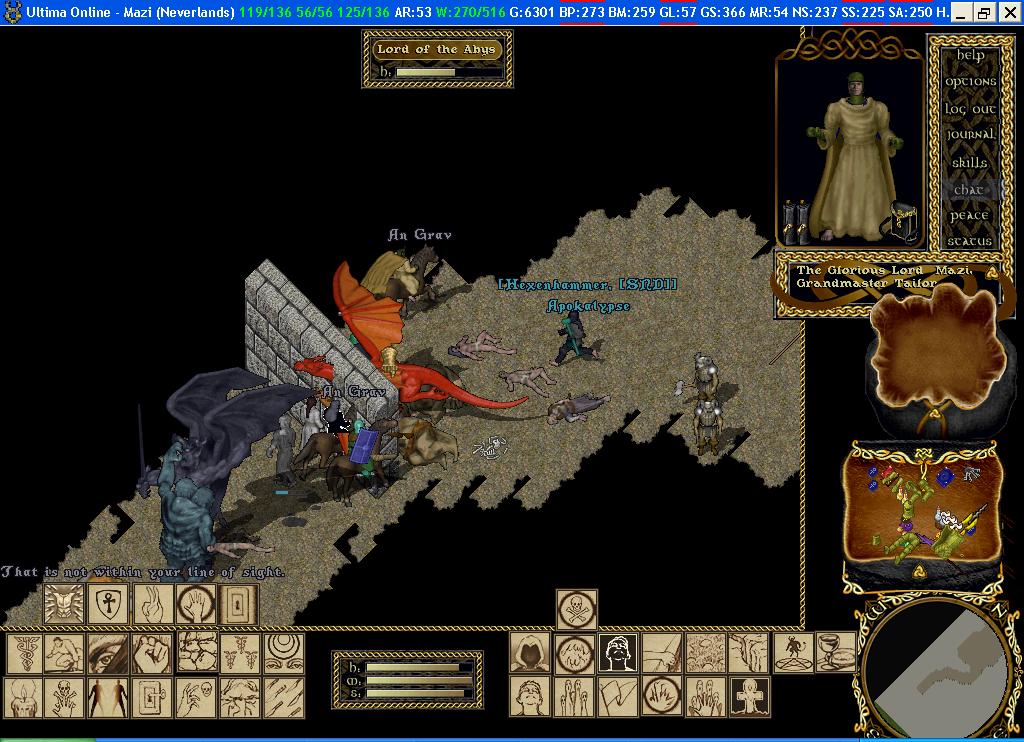 Ultima Online - Mazi (Neverlands) 119/136 56/56 125/136 AR:53 W:270/516 G:6301 BP:273 BM:259 GL:57 GS:366 MR:54 NS:237 SS:225 SA:250 H.
Lord of the Abys
h:
help
options
log out
journal
skills
chat
peace
status
An Grav
[Hexenhammer, [SND]]
Apokalypse
The Glorious Lord Mazi,
Grandmaster Tailor
An Grav
That is not within your line of sight.
h:
m:
s:
W
N
S